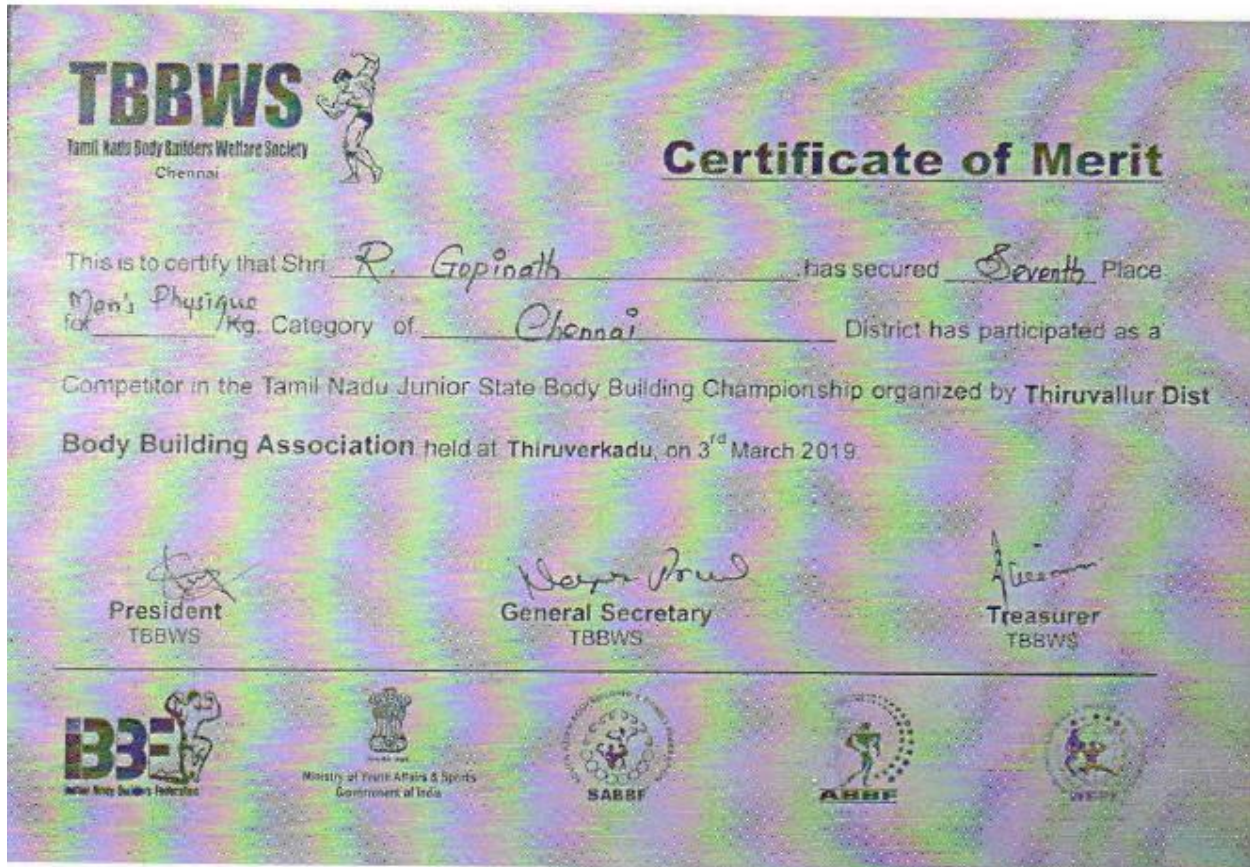 TBBWS
Tamil Nadu Body Builders Welfare Society
Chennai
Certificate of Merit
This is to certify that Shri R. Gopinath has secured Seventh Place
Men's Physique
for /Kg. Category of Chennai District has participated as a
Competitor in the Tamil Nadu Junior State Body Building Championship organized by Thiruvallur Dist
Body Building Association held at Thiruverkadu, on 3rd March 2019.
President
TBBWS
General Secretary
TBBWS
Treasurer
TBBWS
IBBF
Indian Body Builders Federation
Ministry of Youth Affairs & Sports
Government of India
SABBF
ABBF